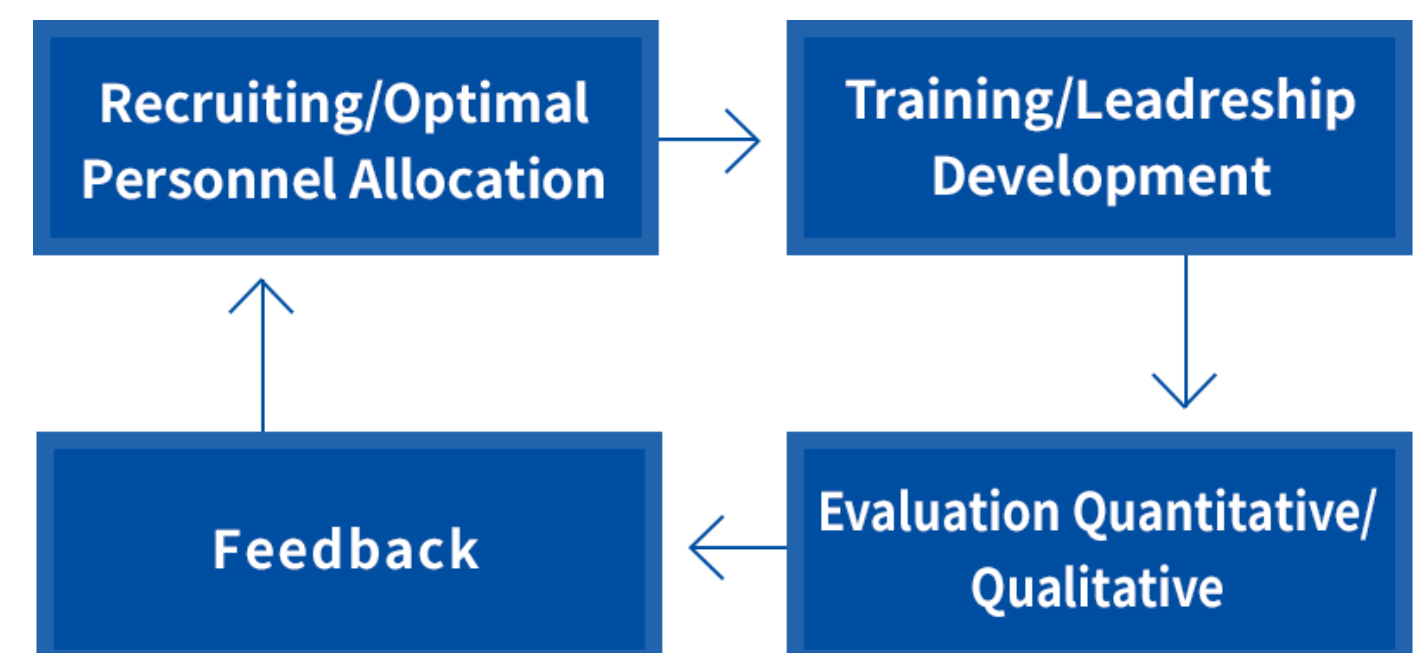 Recruiting/Optimal
Personnel Allocation
Training/Leadreship
Development
Feedback
Evaluation Quantitative/
Qualitative